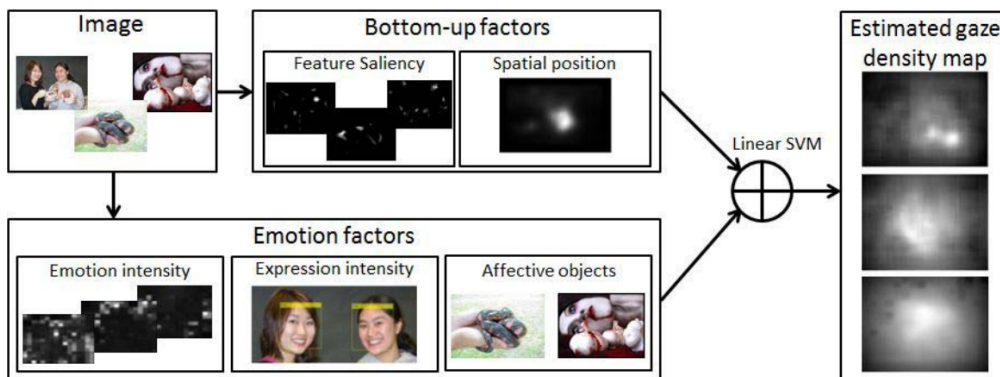 Image
Bottom-up factors
Feature Saliency
Spatial position
Estimated gaze
density map
Linear SVM
Emotion factors
Emotion intensity
Expression intensity
Affective objects